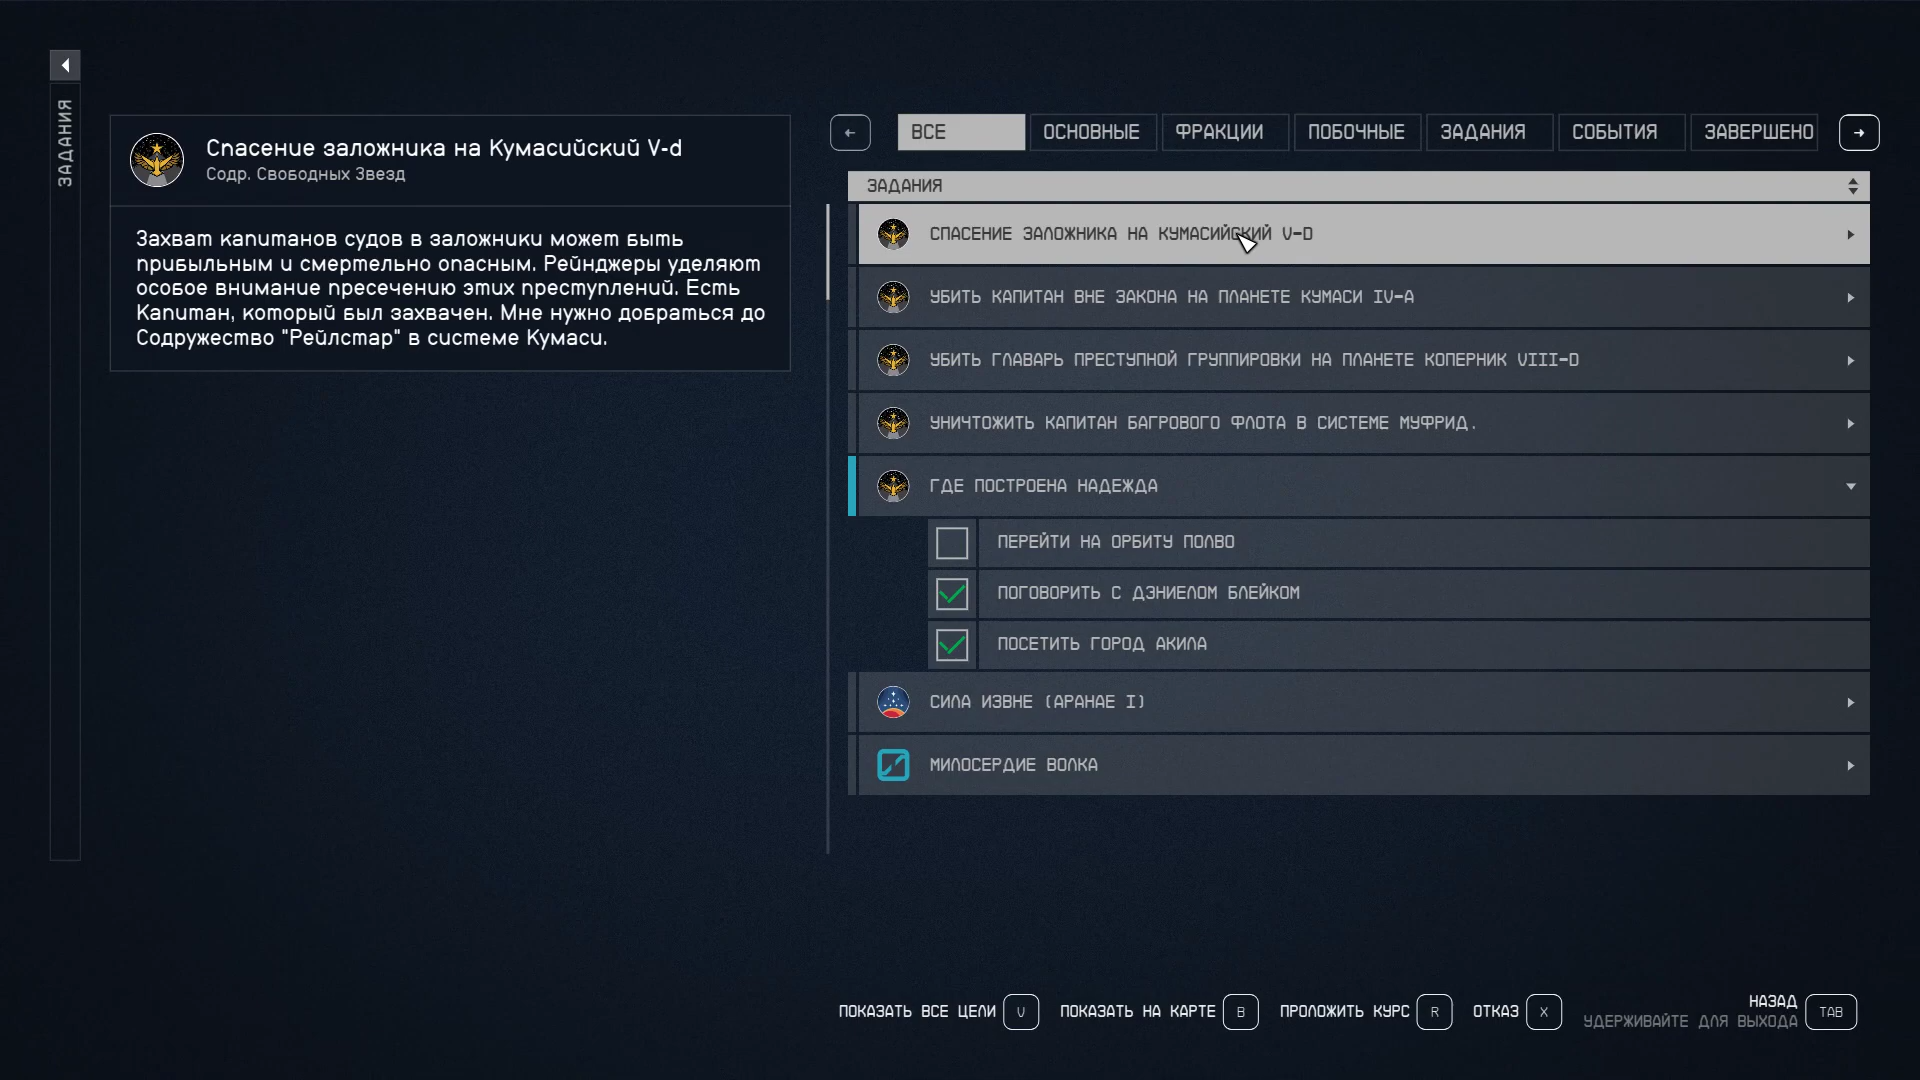 ЗАДАНИЯ
Спасение заложника на Кумасийский V-d
Содр. Свободных Звезд
Захват капитанов судов в заложники может быть
прибыльным и смертельно опасным. Рейнджеры уделяют
особое внимание пресечению этих преступлений. Есть
Капитан, который был захвачен. Мне нужно добраться до
Содружество "Рейлстар" в системе Кумаси.
ВСЕ
ОСНОВНЫЕ
ФРАКЦИИ
ПОБОЧНЫЕ
ЗАДАНИЯ
СОБЫТИЯ
ЗАВЕРШЕНО
ЗАДАНИЯ
СПАСЕНИЕ ЗАЛОЖНИКА НА КУМАСИЙСКИЙ V-D
УБИТЬ КАПИТАН ВНЕ ЗАКОНА НА ПЛАНЕТЕ КУМАСИ IV-A
УБИТЬ ГЛАВАРЬ ПРЕСТУПНОЙ ГРУППИРОВКИ НА ПЛАНЕТЕ КОПЕРНИК VIII-D
УНИЧТОЖИТЬ КАПИТАН БАГРОВОГО ФЛОТА В СИСТЕМЕ МУФРИД.
ГДЕ ПОСТРОЕНА НАДЕЖДА
ПЕРЕЙТИ НА ОРБИТУ ПОЛВО
ПОГОВОРИТЬ С ДЭНИЕЛОМ БЛЕЙКОМ
ПОСЕТИТЬ ГОРОД АКИЛА
СИЛА ИЗВНЕ (АРАНАЕ I)
МИЛОСЕРДИЕ ВОЛКА
ПОКАЗАТЬ ВСЕ ЦЕЛИ V
ПОКАЗАТЬ НА КАРТЕ B
ПРОЛОЖИТЬ КУРС R
ОТКАЗ X
НАЗАД
УДЕРЖИВАЙТЕ ДЛЯ ВЫХОДА
TAB